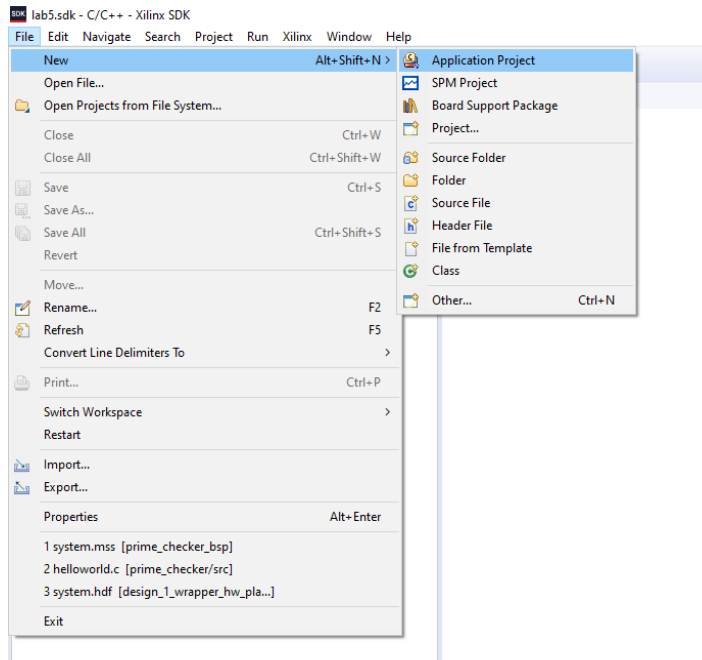 SDK lab5.sdk - C/C++ - Xilinx SDK
File Edit Navigate Search Project Run Xilinx Window Help
New Alt+Shift+N >
Open File...
Open Projects from File System...
Close Ctrl+W
Close All Ctrl+Shift+W
Save Ctrl+S
Save As...
Save All Ctrl+Shift+S
Revert
Move...
Rename... F2
Refresh F5
Convert Line Delimiters To >
Print... Ctrl+P
Switch Workspace >
Restart
Import...
Export...
Properties Alt+Enter
1 system.mss [prime_checker_bsp]
2 helloworld.c [prime_checker/src]
3 system.hdf [design_1_wrapper_hw_pla...]
Exit
Application Project
SPM Project
Board Support Package
Project...
Source Folder
Folder
c Source File
h Header File
File from Template
C Class
Other... Ctrl+N